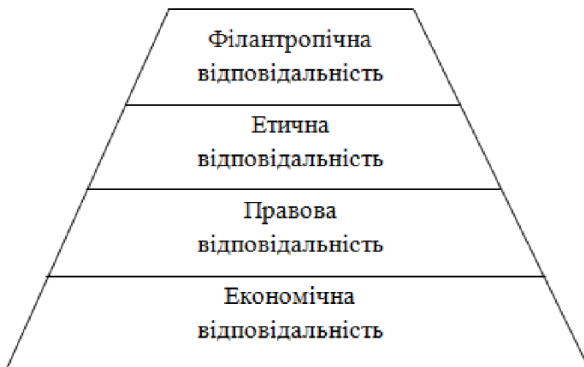 Філантропічна
відповідальність
Етична
відповідальність
Правова
відповідальність
Економічна
відповідальність